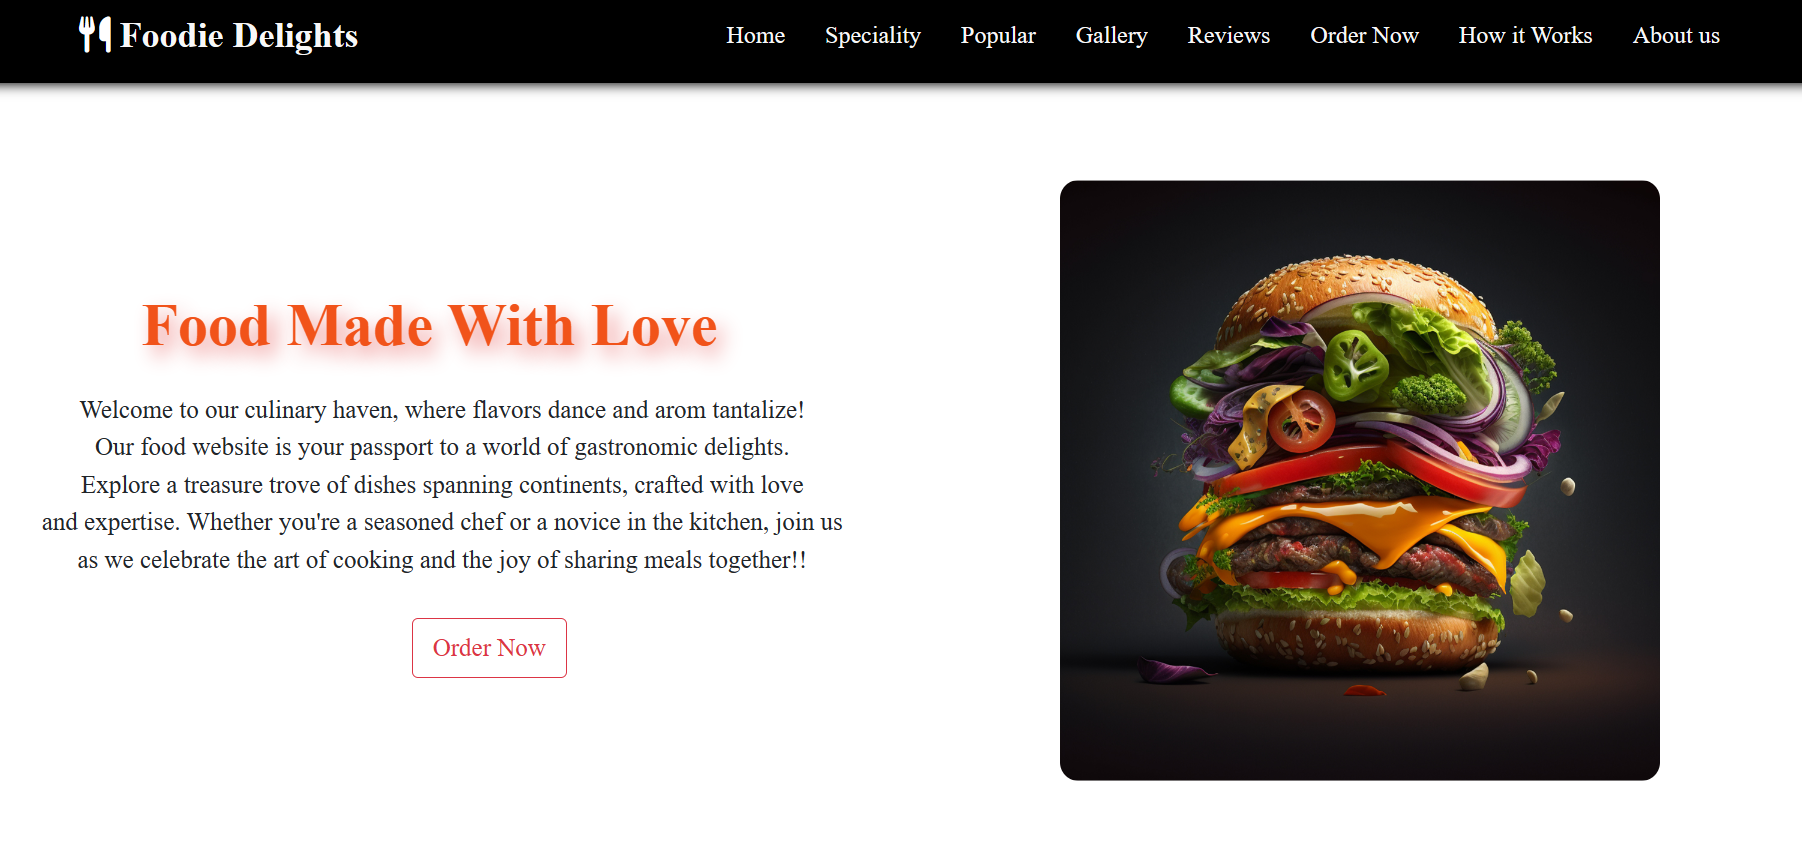 Foodie Delights
Home Speciality Popular Gallery Reviews Order Now How it Works About us
Food Made With Love
Welcome to our culinary haven, where flavors dance and arom tantalize!
Our food website is your passport to a world of gastronomic delights.
Explore a treasure trove of dishes spanning continents, crafted with love
and expertise. Whether you're a seasoned chef or a novice in the kitchen, join us
as we celebrate the art of cooking and the joy of sharing meals together!!
Order Now